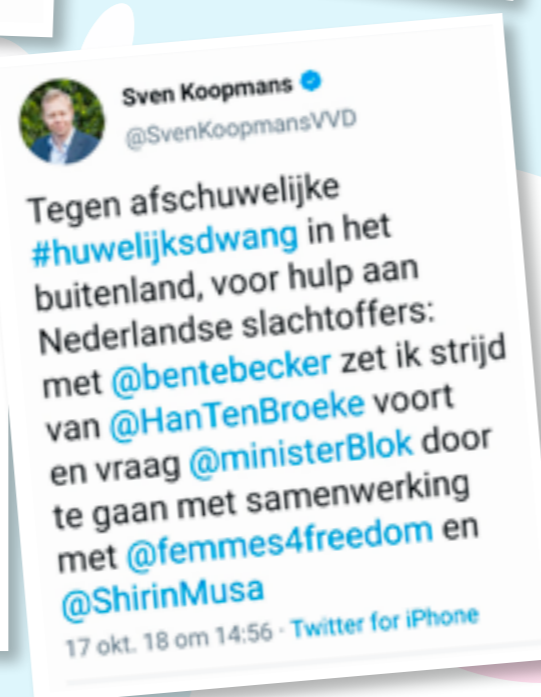 Sven Koopmans
@SvenKoopmansVVD
Tegen afschuwelijke
#huwelijksdwang in het
buitenland, voor hulp aan
Nederlandse slachtoffers:
met @bentebecker zet ik strijd
van @HanTenBroeke voort
en vraag @ministerBlok door
te gaan met samenwerking
met @femmes4freedom en
@ShirinMusa
17 okt. 18 om 14:56 · Twitter for iPhone